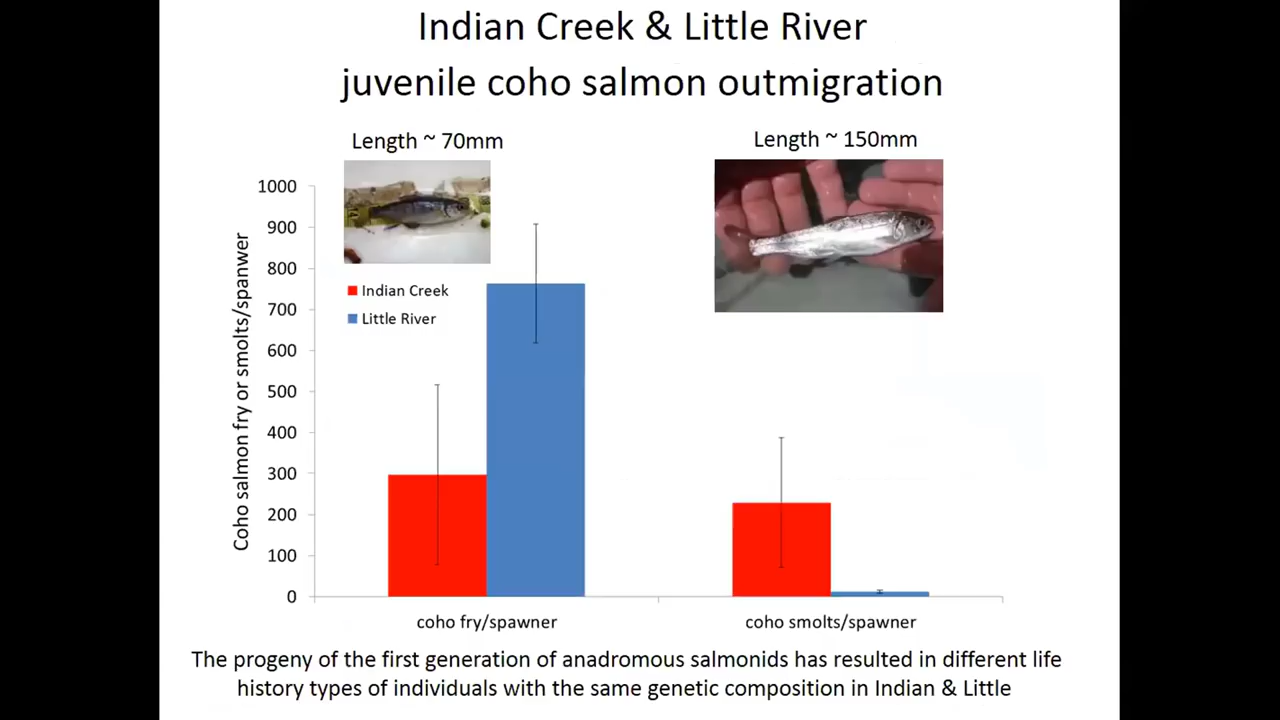 Indian Creek & Little River
juvenile coho salmon outmigration
Length ~ 70mm
Length ~ 150mm
1000
900
800
700
600
500
400
300
200
100
0
Coho salmon fry or smolts/spanwer
Indian Creek
Little River
coho fry/spawner
coho smolts/spawner
The progeny of the first generation of anadromous salmonids has resulted in different life
history types of individuals with the same genetic composition in Indian & Little